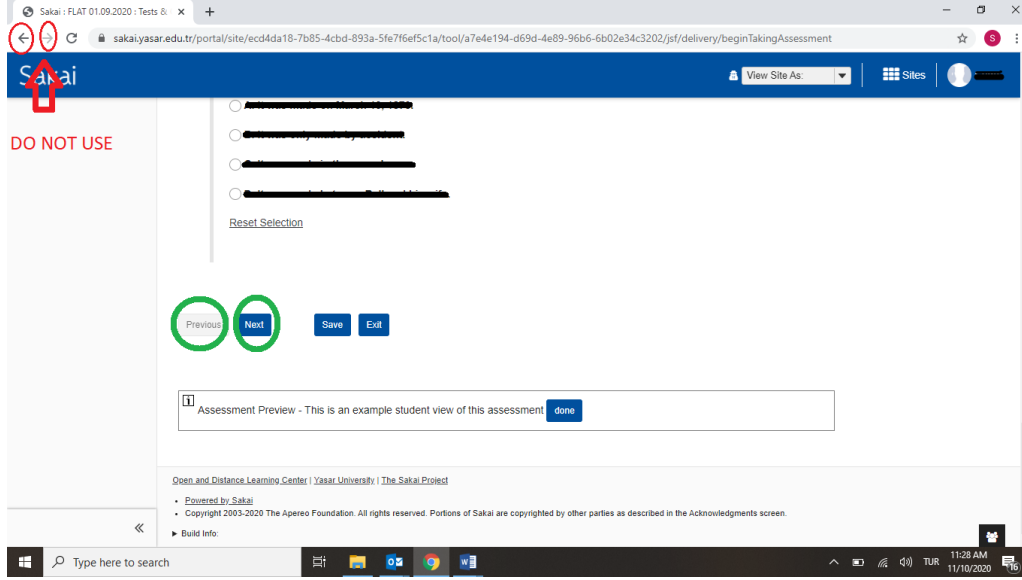 Sakai : FLAT 01.09.2020 : Tests &
sakai.yasar.edu.tr/portal/site/ecd4da18-7b85-4cbd-893a-5fe7f6ef5c1a/tool/a7e4e194-d69d-4e89-96b6-6b02e34c3202/jsf/delivery/beginTakingAssessment
S
Sakai
View Site As:
Sites
DO NOT USE
Reset Selection
Previous Next Save Exit
Assessment Preview - This is an example student view of this assessment done
Open and Distance Learning Center | Yasar University | The Sakai Project
• Powered by Sakai
• Copyright 2003-2020 The Apereo Foundation. All rights reserved. Portions of Sakai are copyrighted by other parties as described in the Acknowledgments screen.
► Build Info:
Type here to search
TUR
11:28 AM
11/10/2020
16